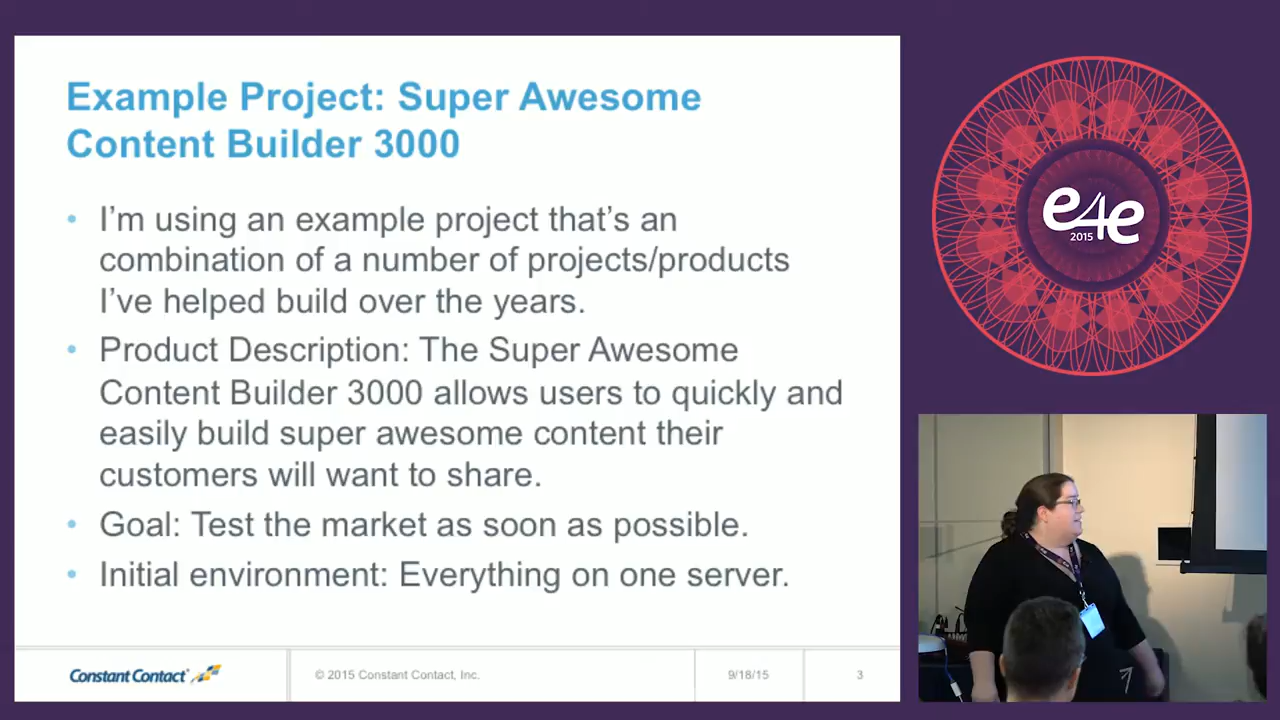 Example Project: Super Awesome
Content Builder 3000
• I’m using an example project that’s an
combination of a number of projects/products
I’ve helped build over the years.
• Product Description: The Super Awesome
Content Builder 3000 allows users to quickly and
easily build super awesome content their
customers will want to share.
• Goal: Test the market as soon as possible.
• Initial environment: Everything on one server.
Constant Contact
© 2015 Constant Contact, Inc.
9/18/15
3
e4e
2015